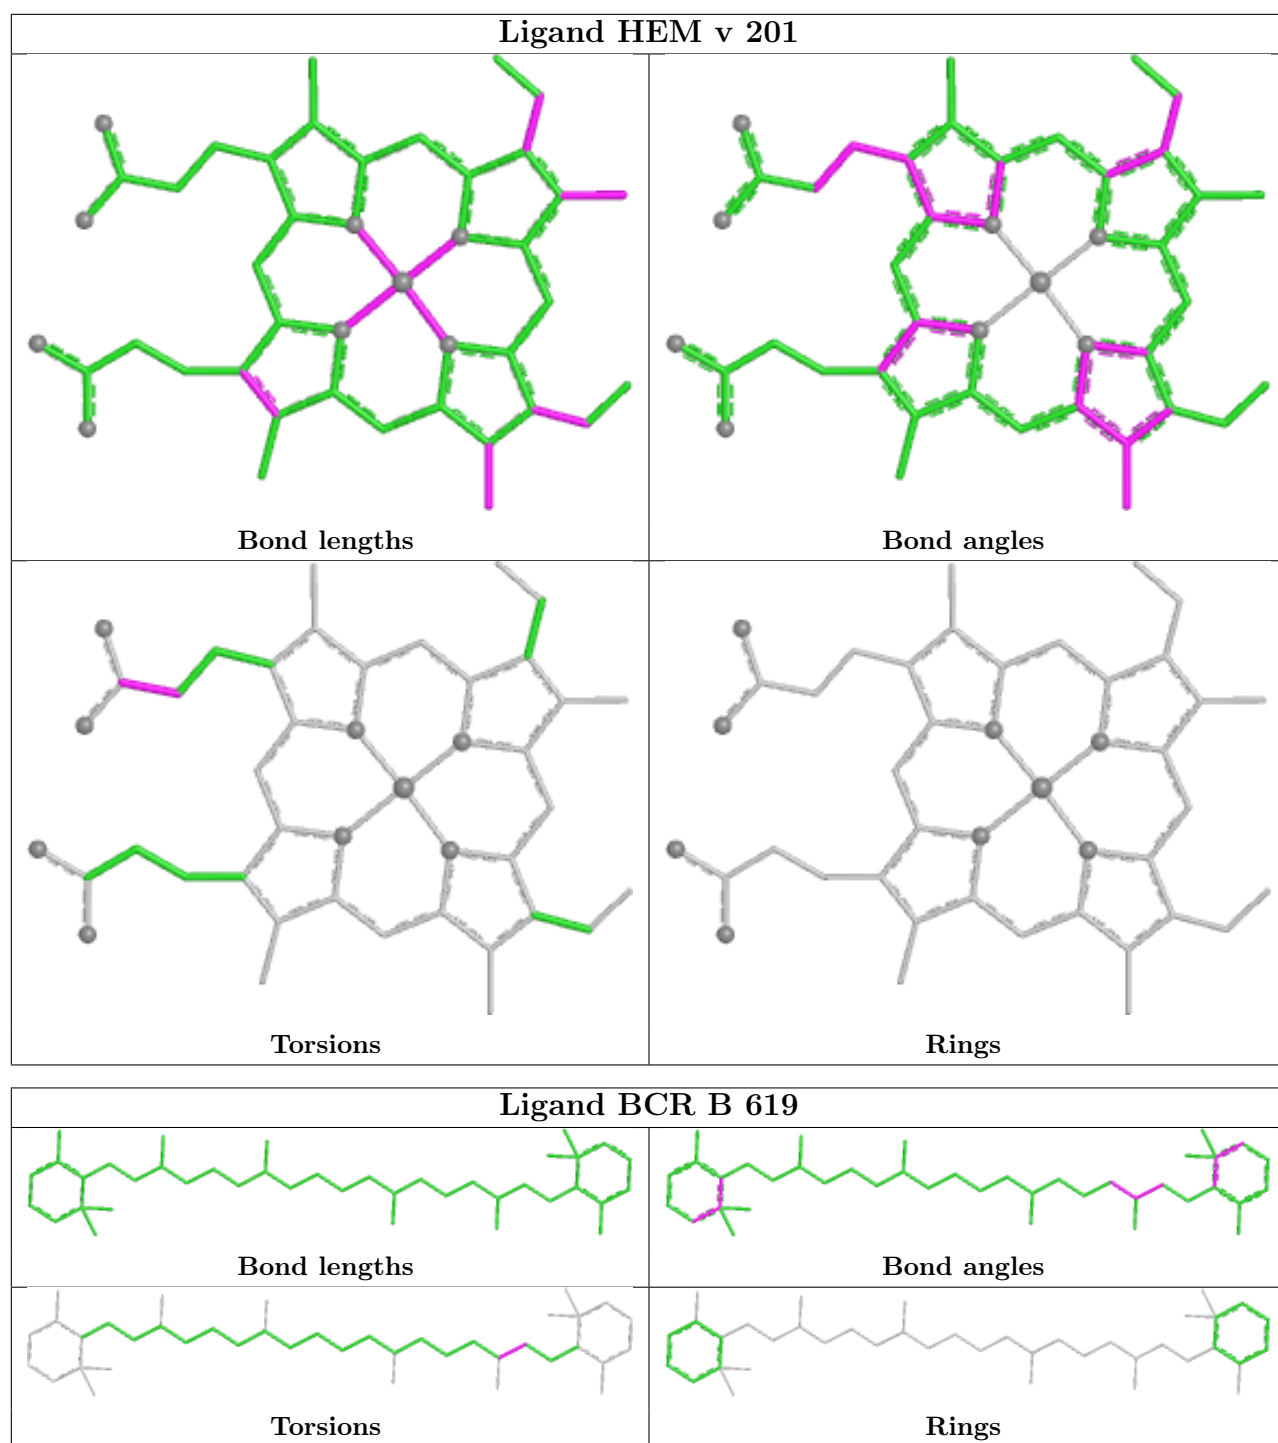 Ligand HEM v 201
Bond lengths
Bond angles
Torsions
Rings
Ligand BCR B 619
Bond lengths
Bond angles
Torsions
Rings